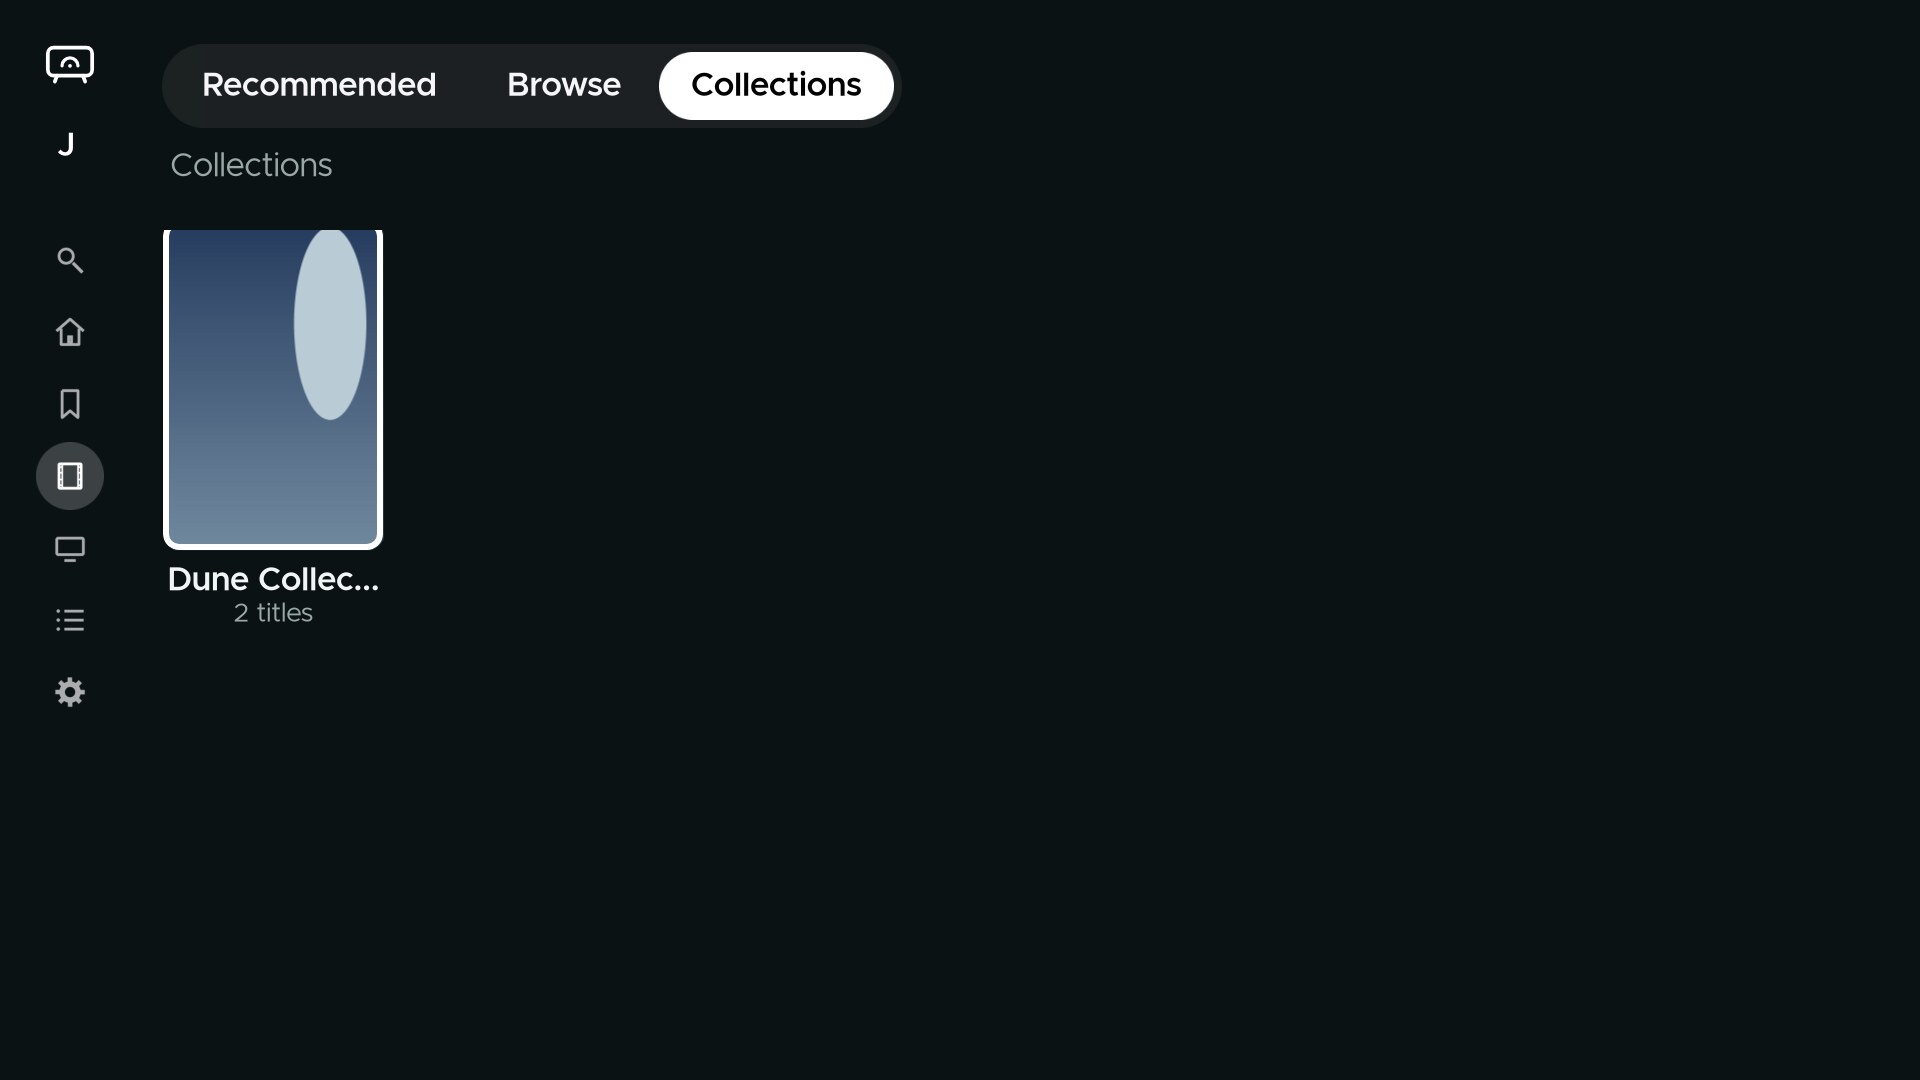 Recommended Browse Collections
J
Collections
Dune Collec...
2 titles